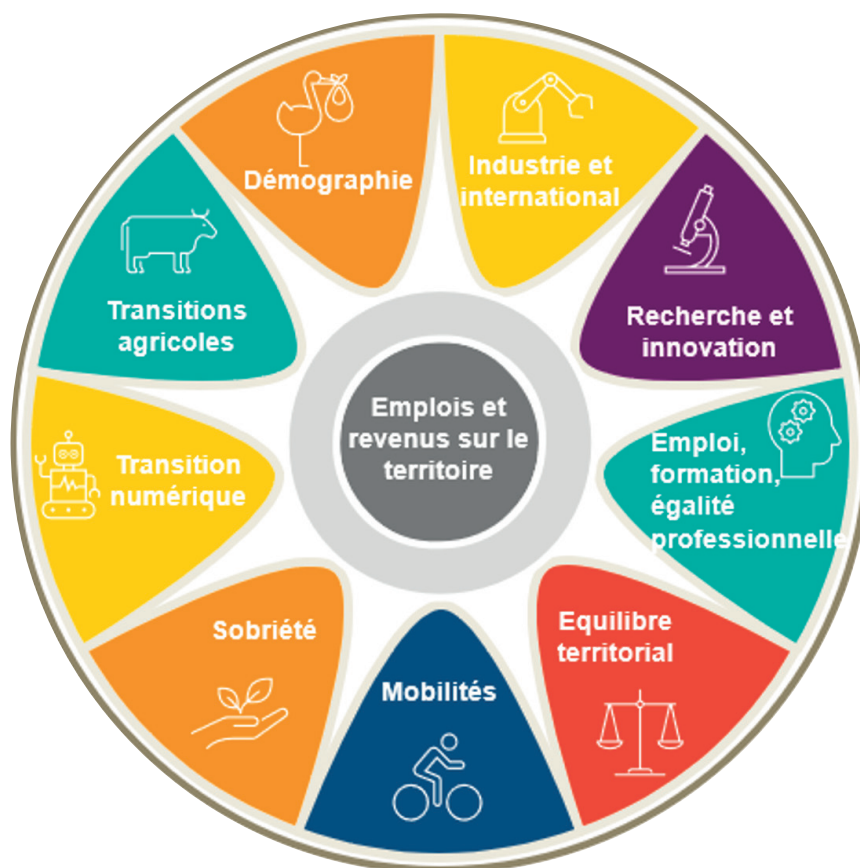 Démographie
Industrie et
international
Recherche et
innovation
Emploi,
formation,
égalité
professionnelle
Equilibre
territorial
Mobilités
Sobriété
Transition
numérique
Transitions
agricoles
Emplois et
revenus sur le
territoire